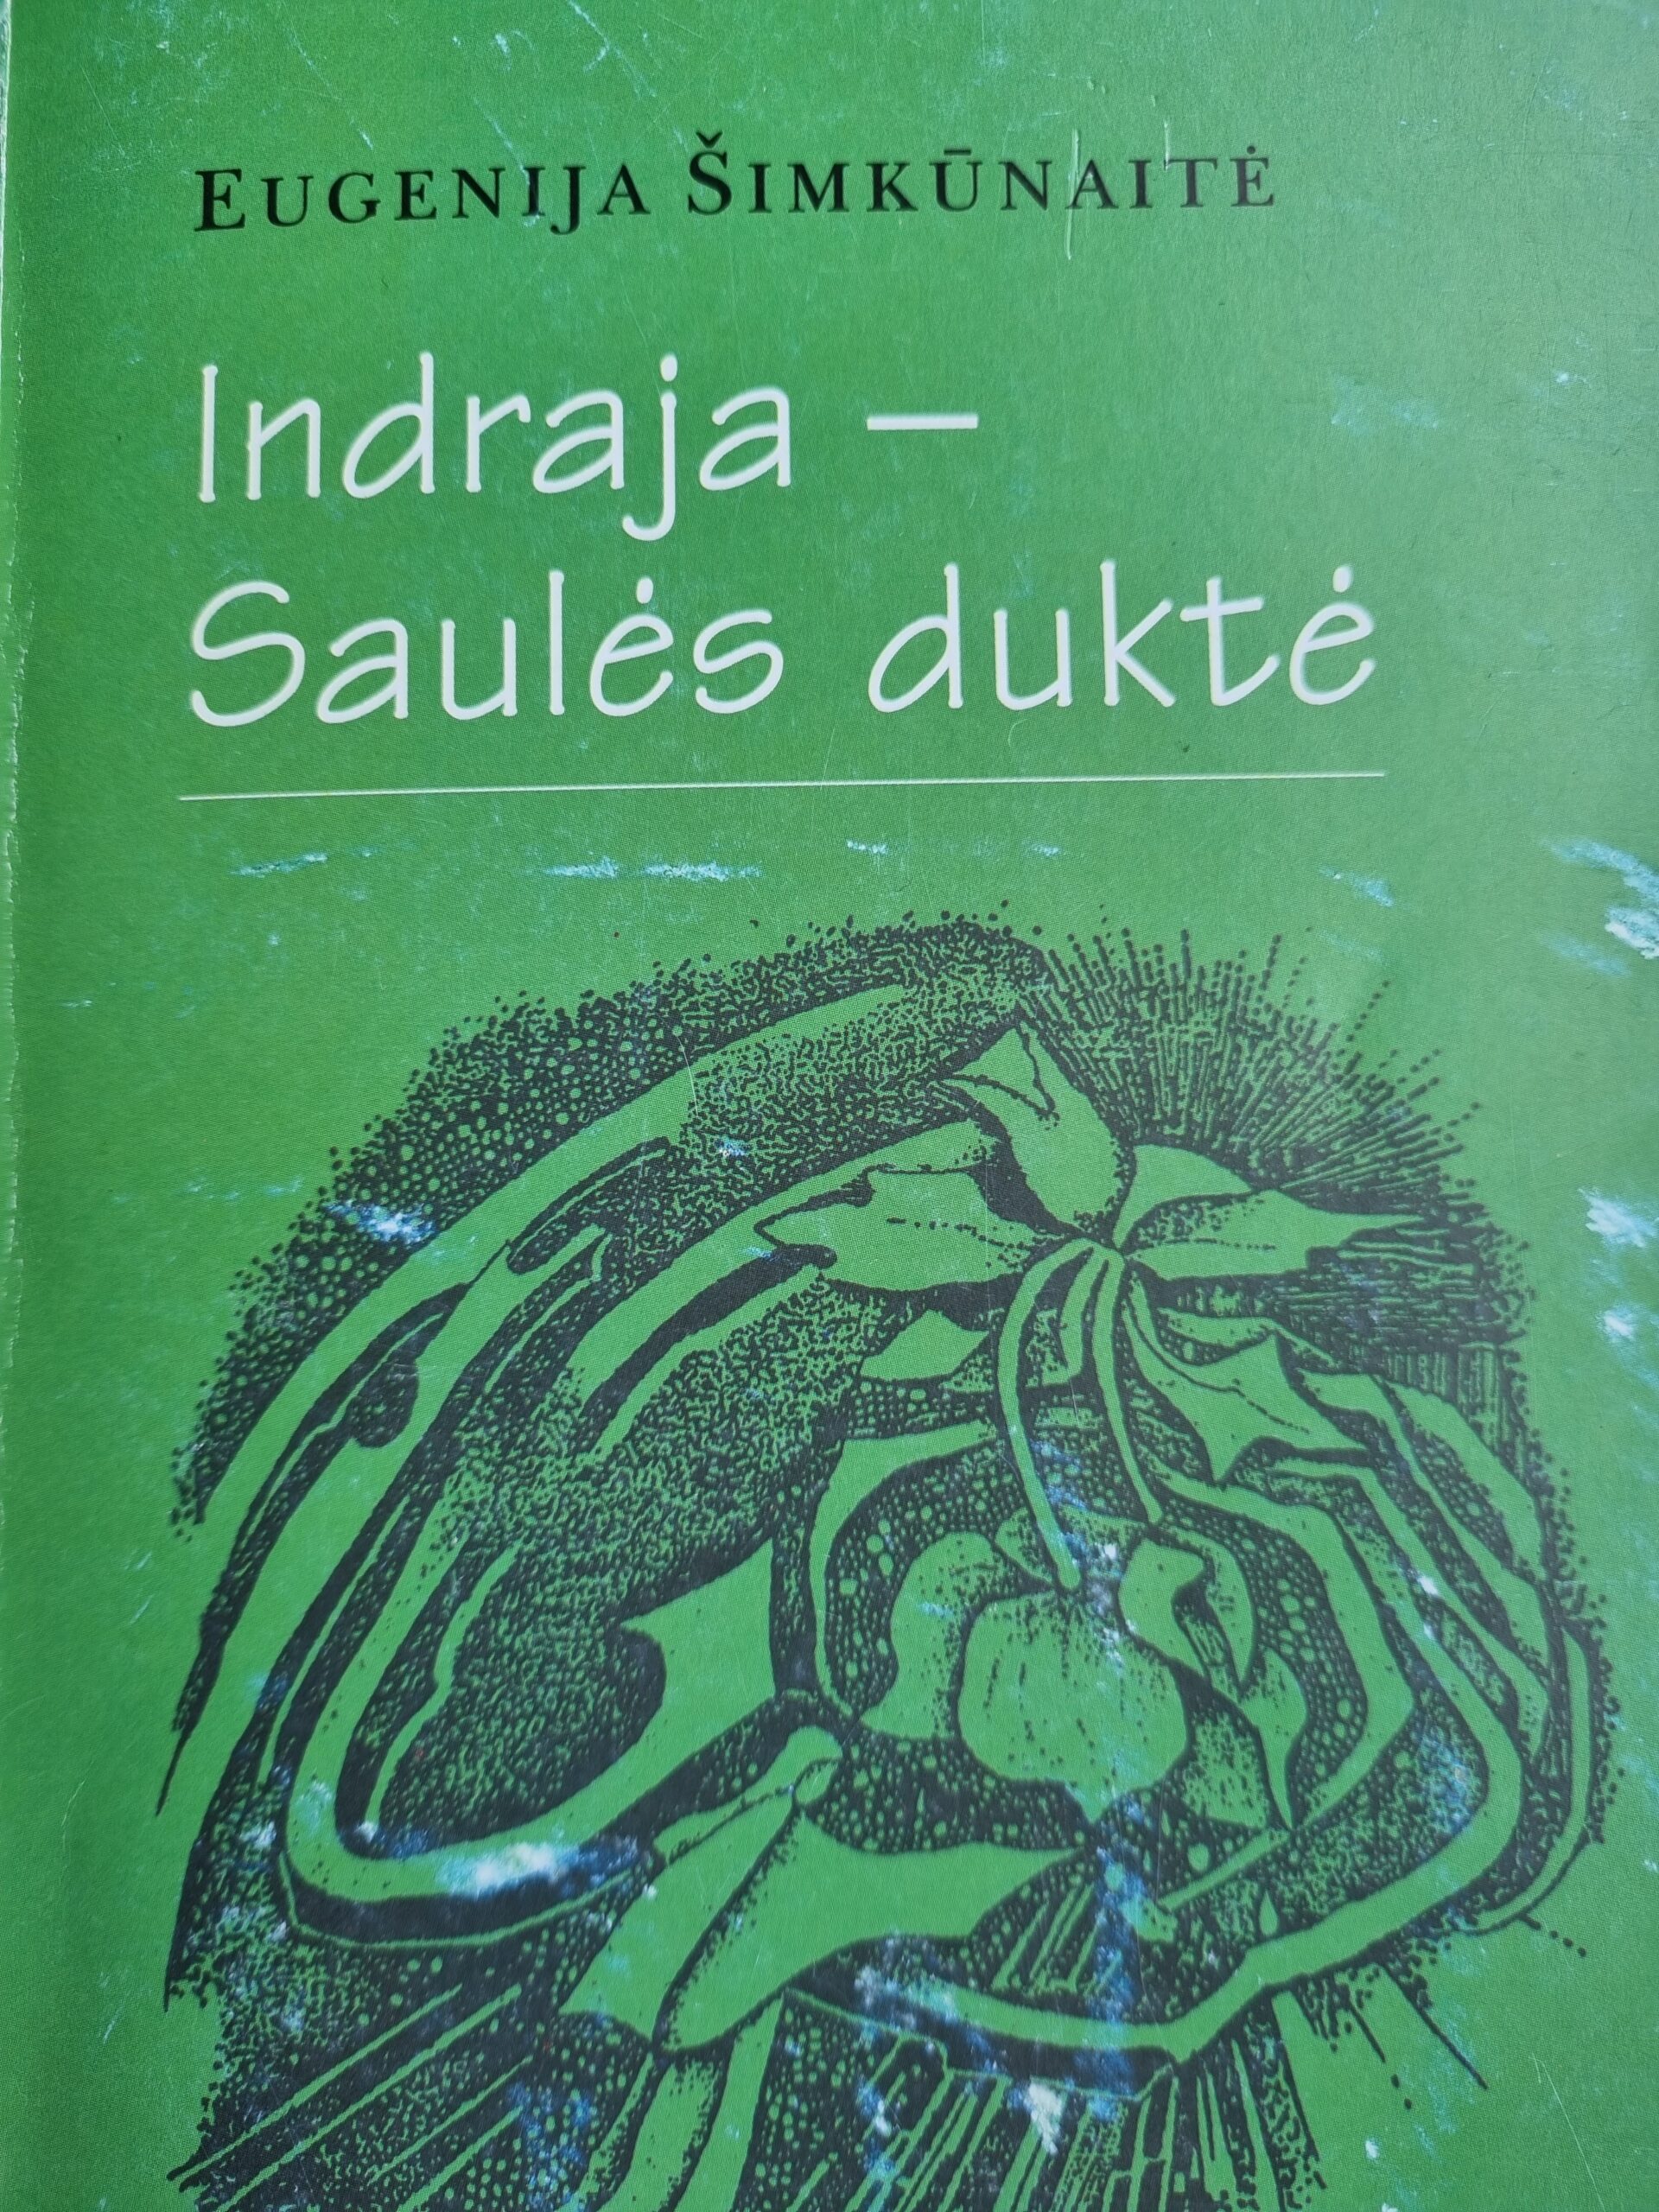 EUGENIJA ŠIMKŪNAITĖ
Indraja –
Saulės duktė